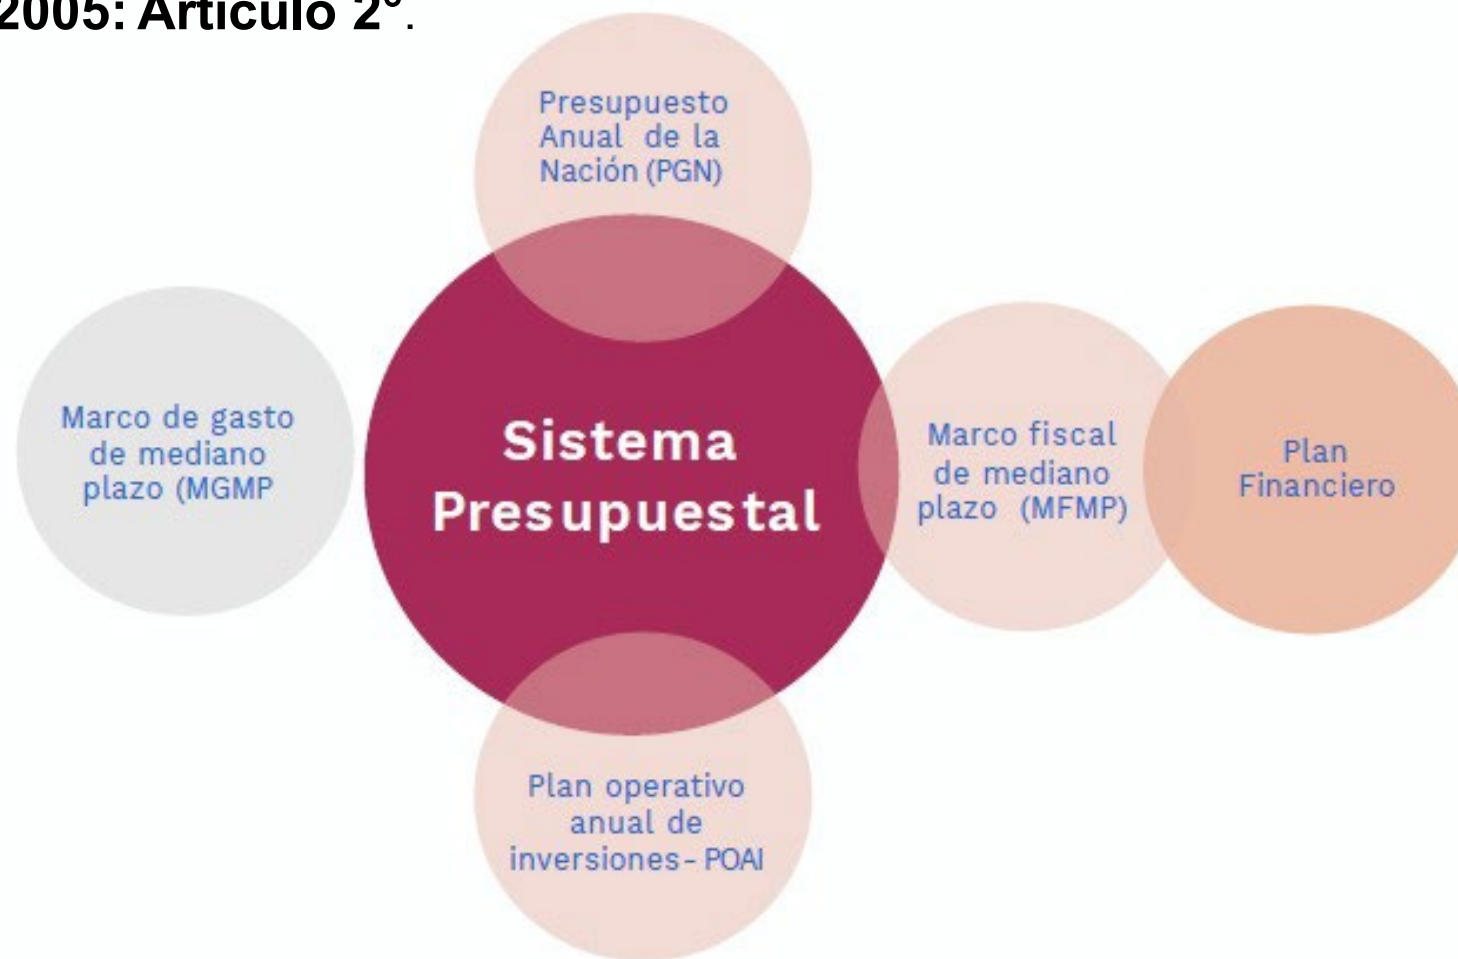 2005: Artículo 2°.
Presupuesto
Anual de la
Nación (PGN)
Marco de gasto
de mediano
plazo (MGMP
Sistema
Presupuestal
Marco fiscal
de mediano
plazo (MFMP)
Plan
Financiero
Plan operativo
anual de
inversiones- POAI